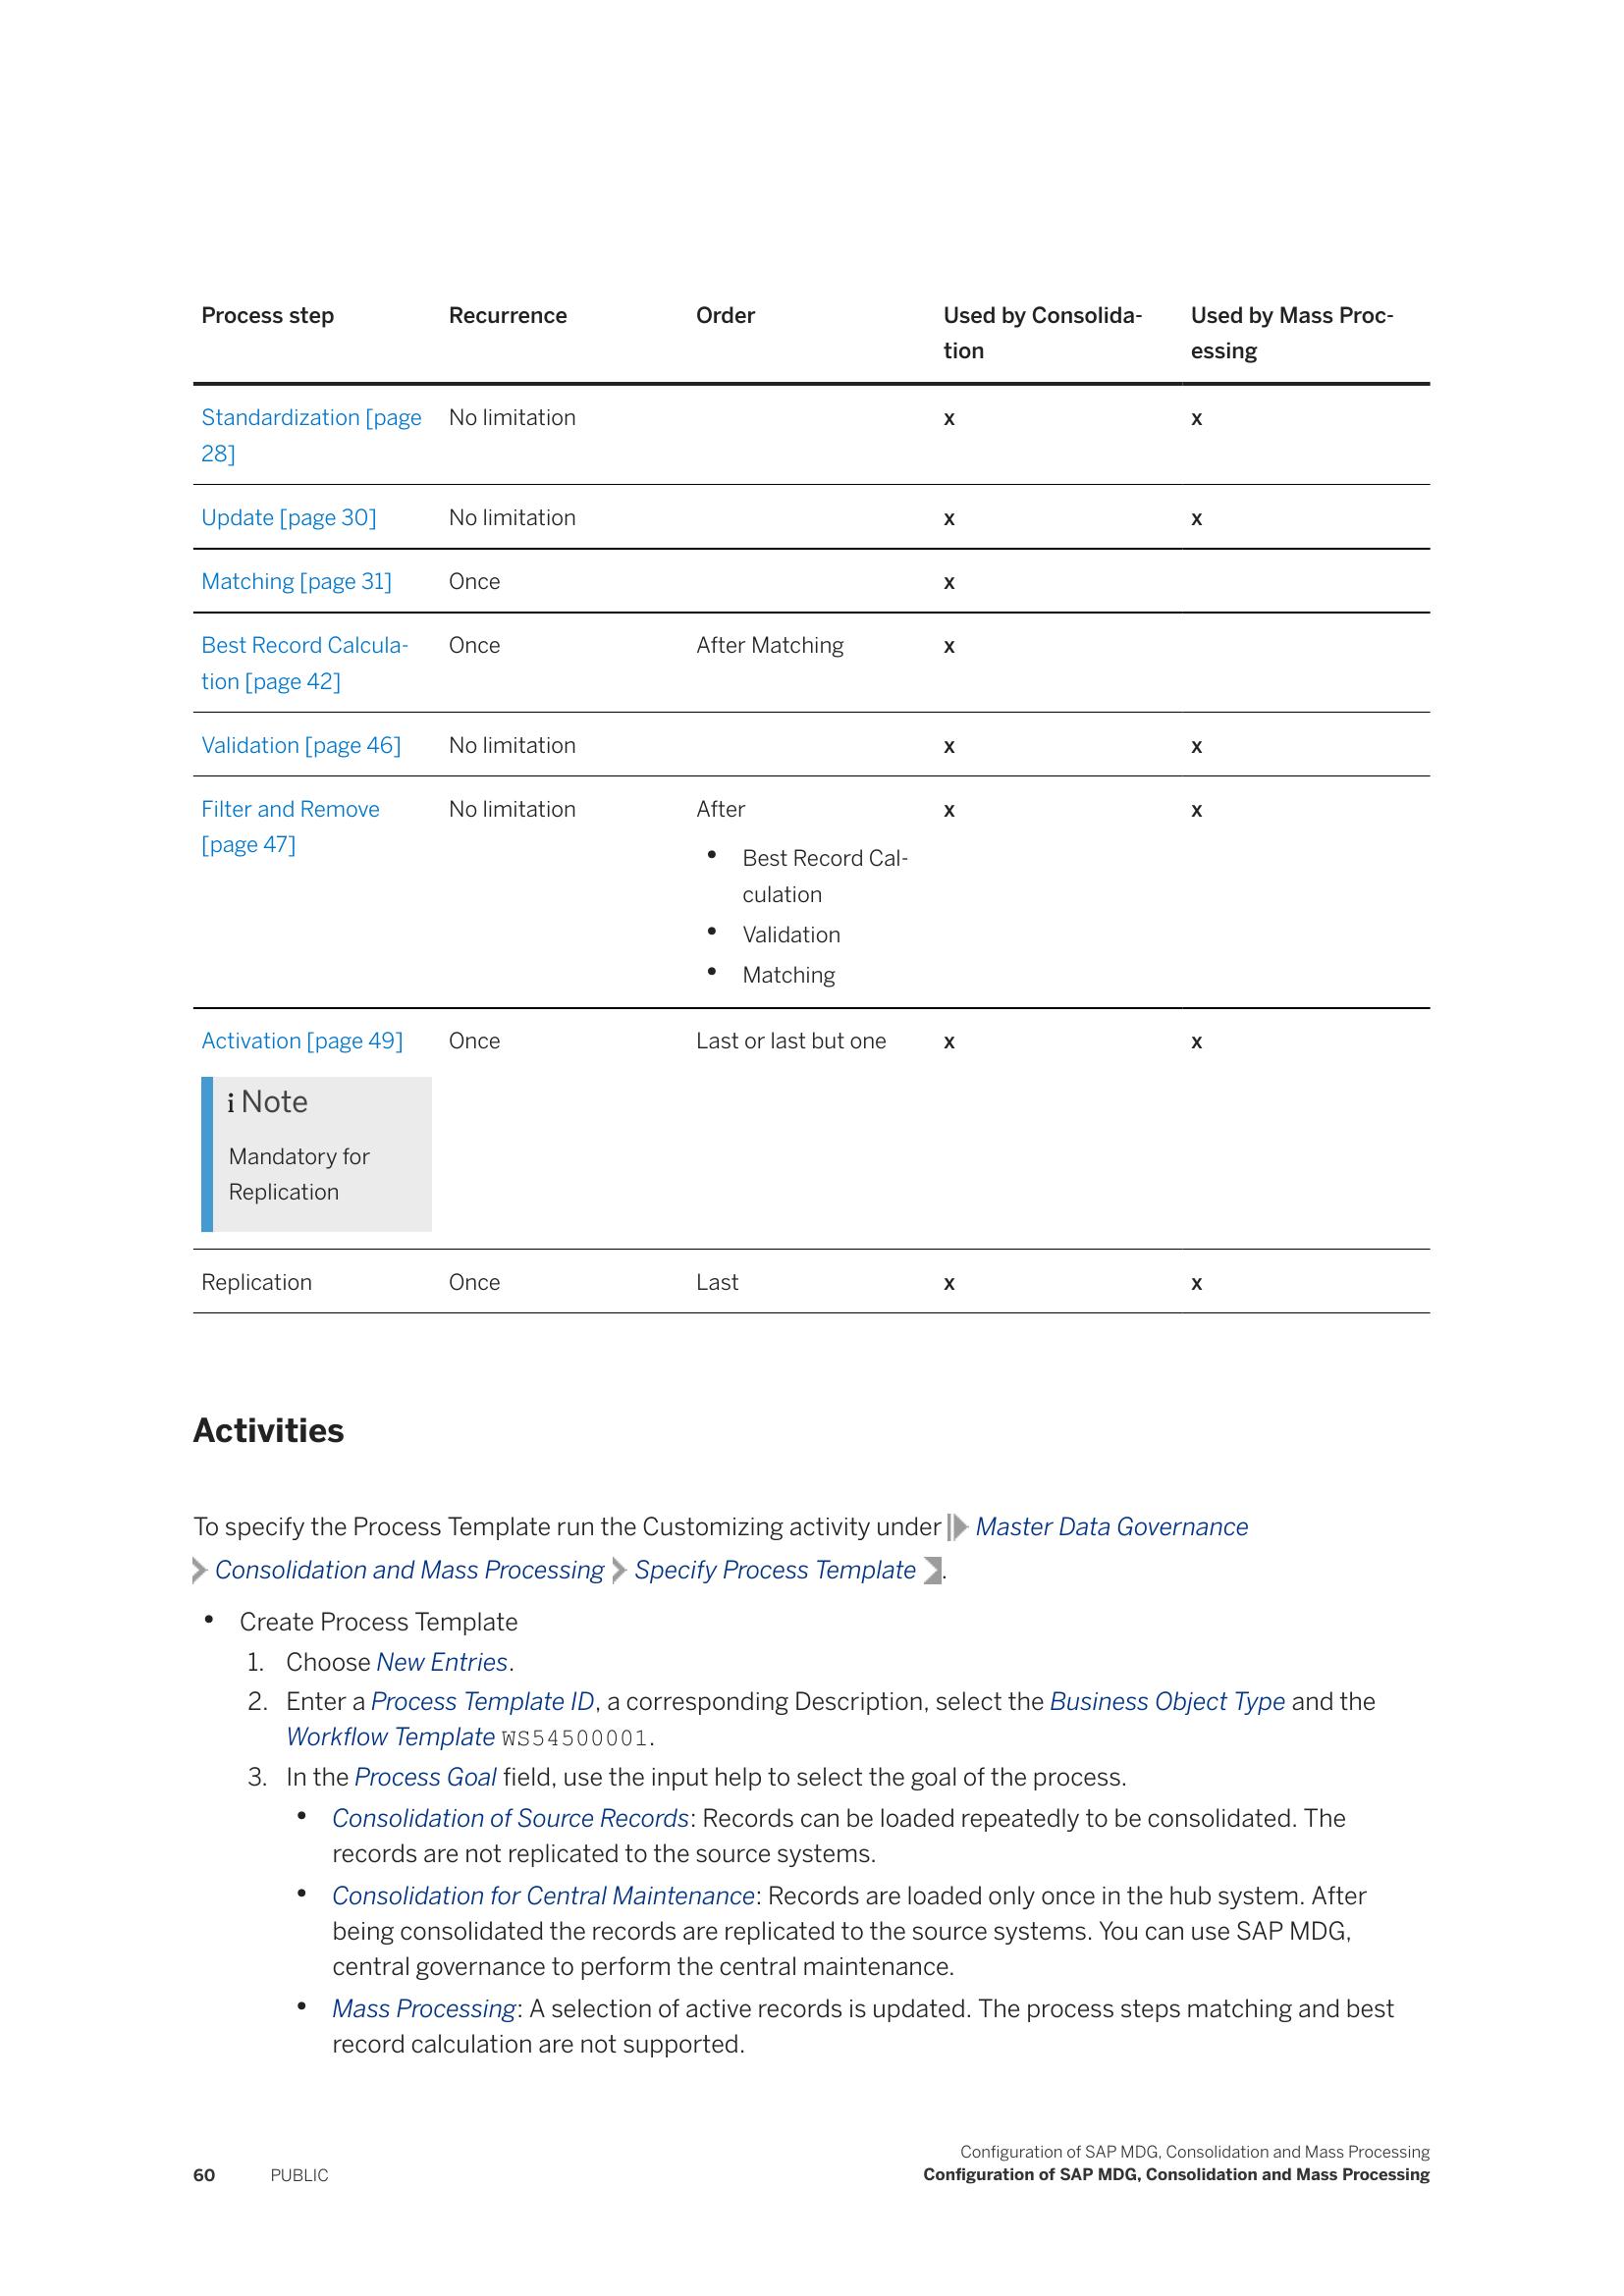 Process step Recurrence Order Used by Consolida- Used by Mass Proc-
tion essing
Standardization [page No limitation x x
28]
Update [page 30] No limitation x x
Matching [page 31] Once x
Best Record Calcula- Once After Matching x
tion [page 42]
Validation [page 46] No limitation x x
Filter and Remove No limitation After x x
[page 47]
• Best Record Cal-
culation
• Validation
• Matching
Activation [page 49] Once Last or last but one x x
i Note
Mandatory for
Replication
Replication Once Last x x
Activities
To specify the Process Template run the Customizing activity under Master Data Governance
Consolidation and Mass Processing Specify Process Template .
• Create Process Template
1. Choose New Entries.
2. Enter a Process Template ID, a corresponding Description, select the Business Object Type and the
Workflow Template WS54500001.
3. In the Process Goal field, use the input help to select the goal of the process.
• Consolidation of Source Records: Records can be loaded repeatedly to be consolidated. The
records are not replicated to the source systems.
• Consolidation for Central Maintenance: Records are loaded only once in the hub system. After
being consolidated the records are replicated to the source systems. You can use SAP MDG,
central governance to perform the central maintenance.
• Mass Processing: A selection of active records is updated. The process steps matching and best
record calculation are not supported.
Configuration of SAP MDG, Consolidation and Mass Processing
60 PUBLIC Configuration of SAP MDG, Consolidation and Mass Processing